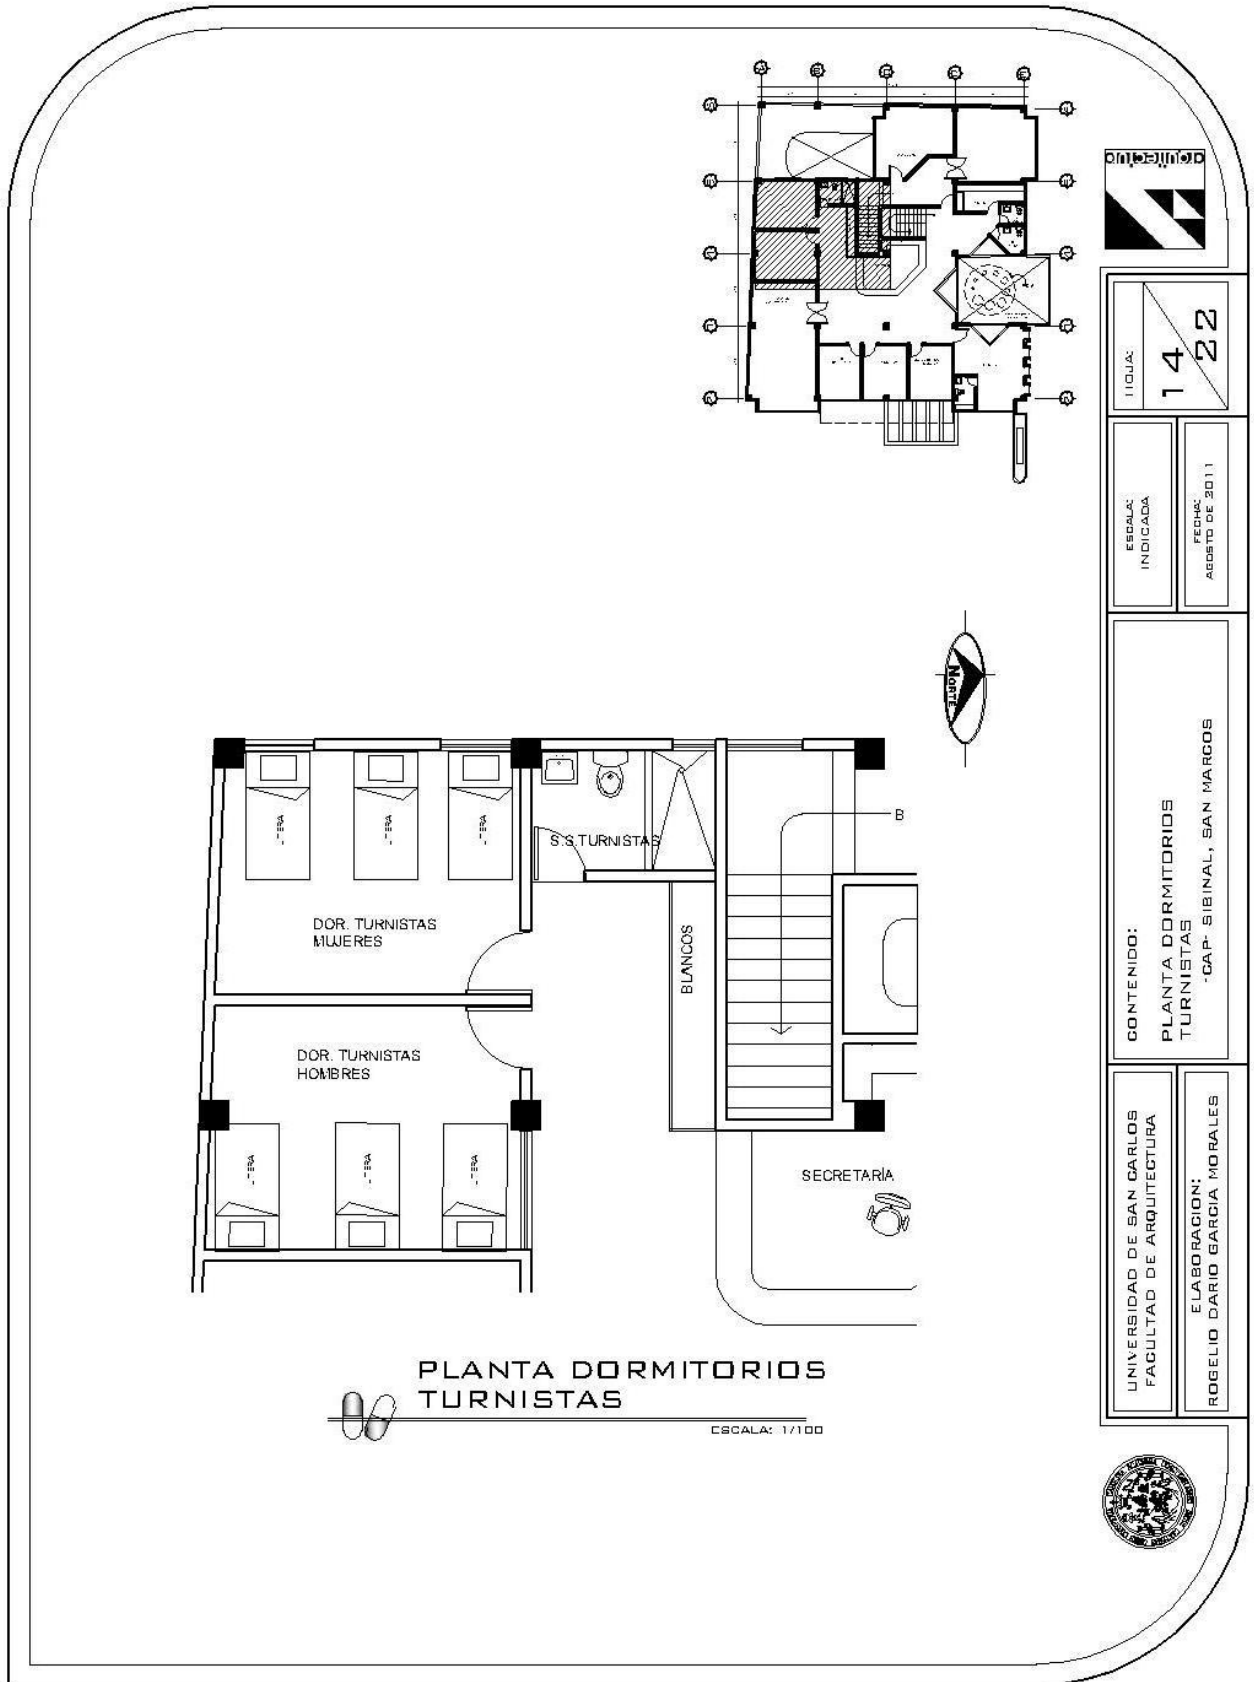 arquitectura
HOJA:
14
22
ESCALA:
INDICADA
FECHA:
AGOSTO DE 2011
CONTENIDO:
PLANTA DORMITORIOS
TURNISTAS
-CAP- SIBINAL, SAN MARCOS
UNIVERSIDAD DE SAN CARLOS
FACULTAD DE ARQUITECTURA
ELABORACION:
ROGELIO DARIO GARCIA MORALES
NORTE
B
S.S.TURNISTAS
DOR. TURNISTAS
MUJERES
BLANCOS
DOR. TURNISTAS
HOMBRES
SECRETARÍA
PLANTA DORMITORIOS
TURNISTAS
ESCALA: 1/100